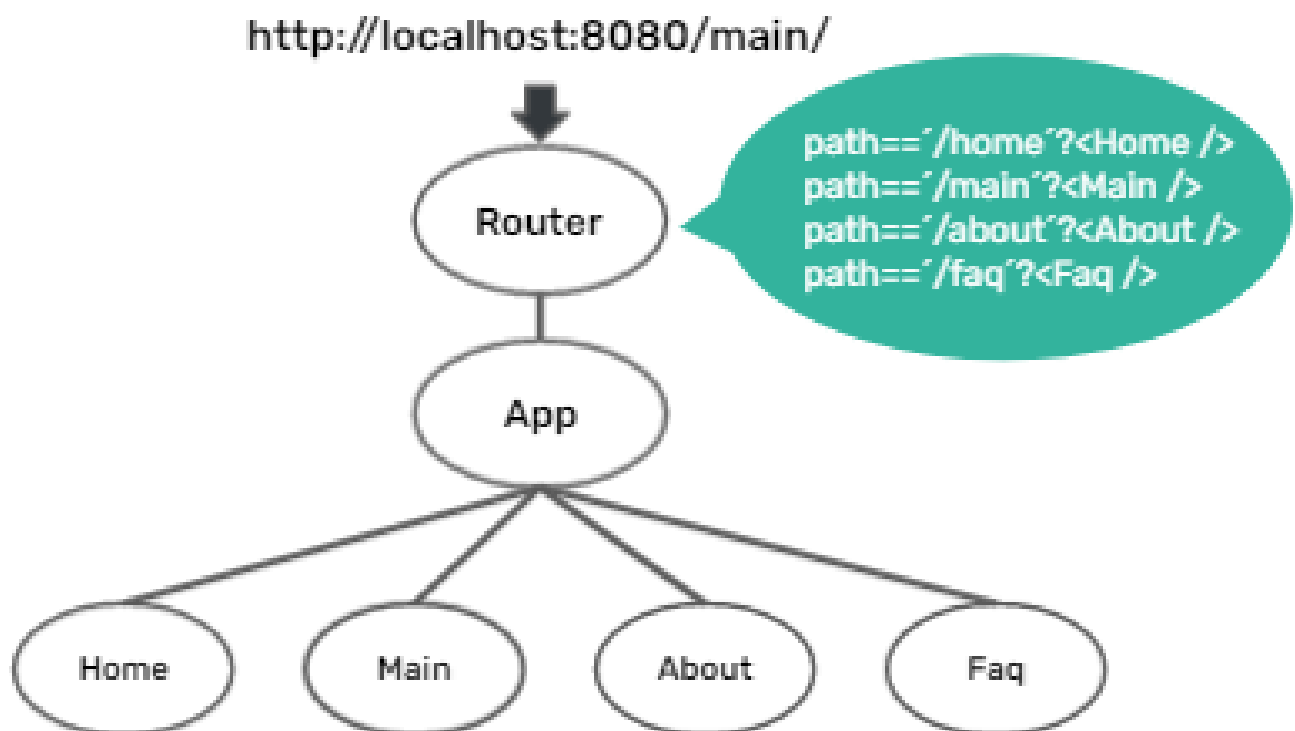 http://localhost:8080/main/
path==´/home´?<Home />
path==´/main´?<Main />
path==´/about´?<About />
path==´/faq´?<Faq />
Router
App
Home
Main
About
Faq